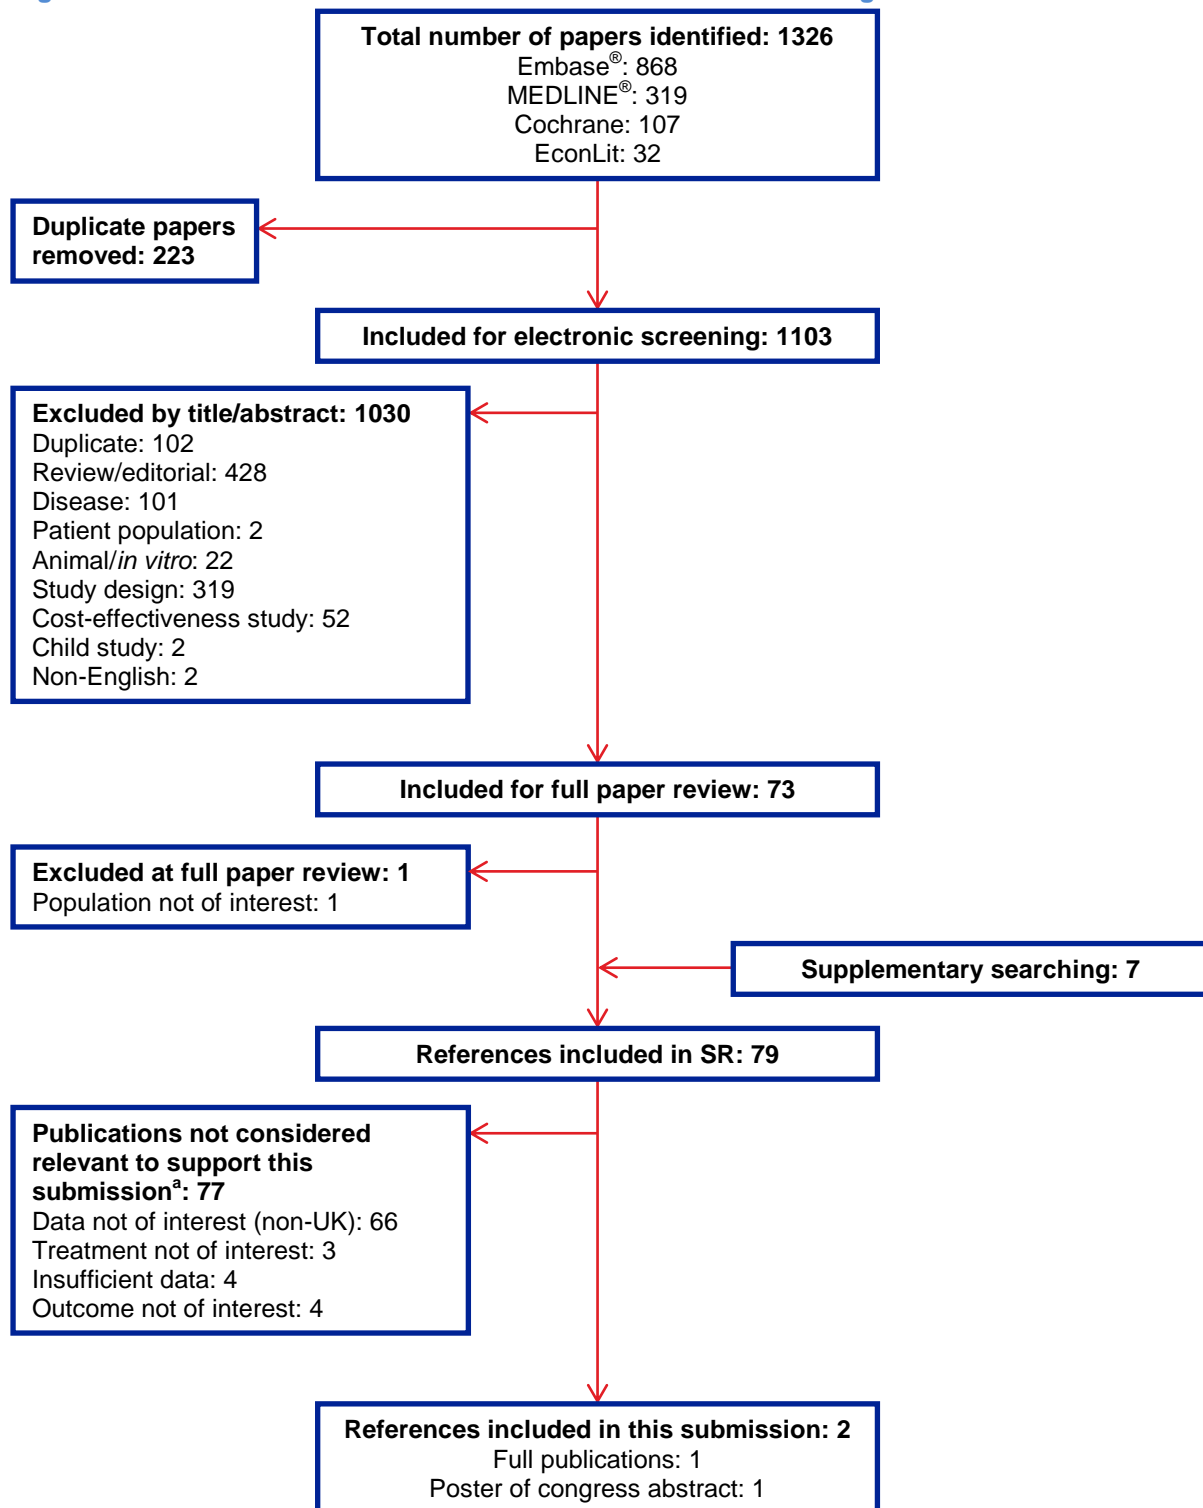 Total number of papers identified: 1326
Embase®: 868
MEDLINE®: 319
Cochrane: 107
EconLit: 32
Duplicate papers
removed: 223
Included for electronic screening: 1103
Excluded by title/abstract: 1030
Duplicate: 102
Review/editorial: 428
Disease: 101
Patient population: 2
Animal/in vitro: 22
Study design: 319
Cost-effectiveness study: 52
Child study: 2
Non-English: 2
Included for full paper review: 73
Excluded at full paper review: 1
Population not of interest: 1
Supplementary searching: 7
References included in SR: 79
Publications not considered
relevant to support this
submissionᵃ: 77
Data not of interest (non-UK): 66
Treatment not of interest: 3
Insufficient data: 4
Outcome not of interest: 4
References included in this submission: 2
Full publications: 1
Poster of congress abstract: 1